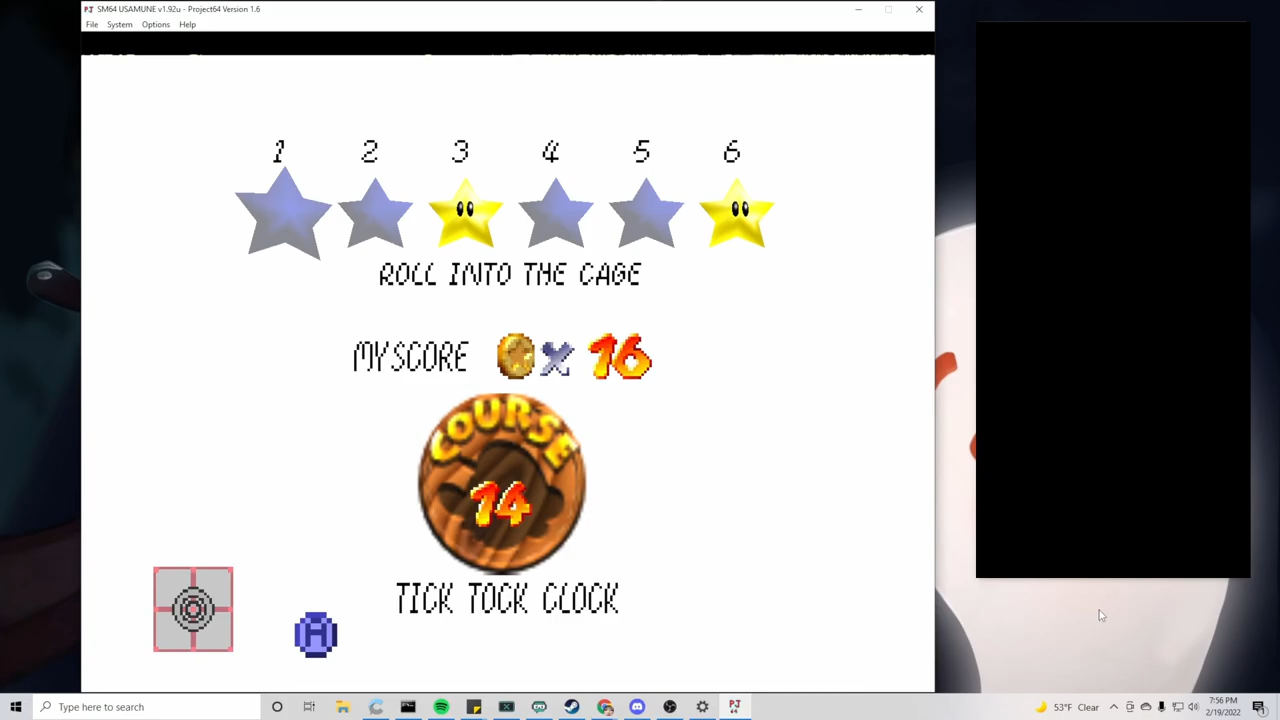 SM64 USAMUNE v1.92u - Project64 Version 1.6
File System Options Help
1 2 3 4 5 6
ROLL INTO THE CAGE
MY SCORE × 16
COURSE
14
TICK TOCK CLOCK
A
Type here to search
53°F Clear
7:56 PM
2/19/2022